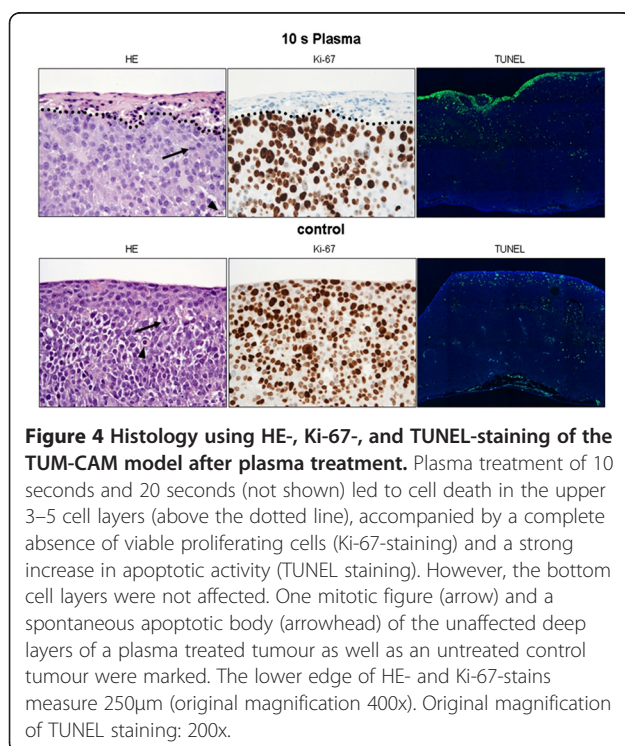 10 s Plasma
HE Ki-67 TUNEL
control
HE Ki-67 TUNEL
Figure 4 Histology using HE-, Ki-67-, and TUNEL-staining of the
TUM-CAM model after plasma treatment. Plasma treatment of 10
seconds and 20 seconds (not shown) led to cell death in the upper
3–5 cell layers (above the dotted line), accompanied by a complete
absence of viable proliferating cells (Ki-67-staining) and a strong
increase in apoptotic activity (TUNEL staining). However, the bottom
cell layers were not affected. One mitotic figure (arrow) and a
spontaneous apoptotic body (arrowhead) of the unaffected deep
layers of a plasma treated tumour as well as an untreated control
tumour were marked. The lower edge of HE- and Ki-67-stains
measure 250μm (original magnification 400x). Original magnification
of TUNEL staining: 200x.